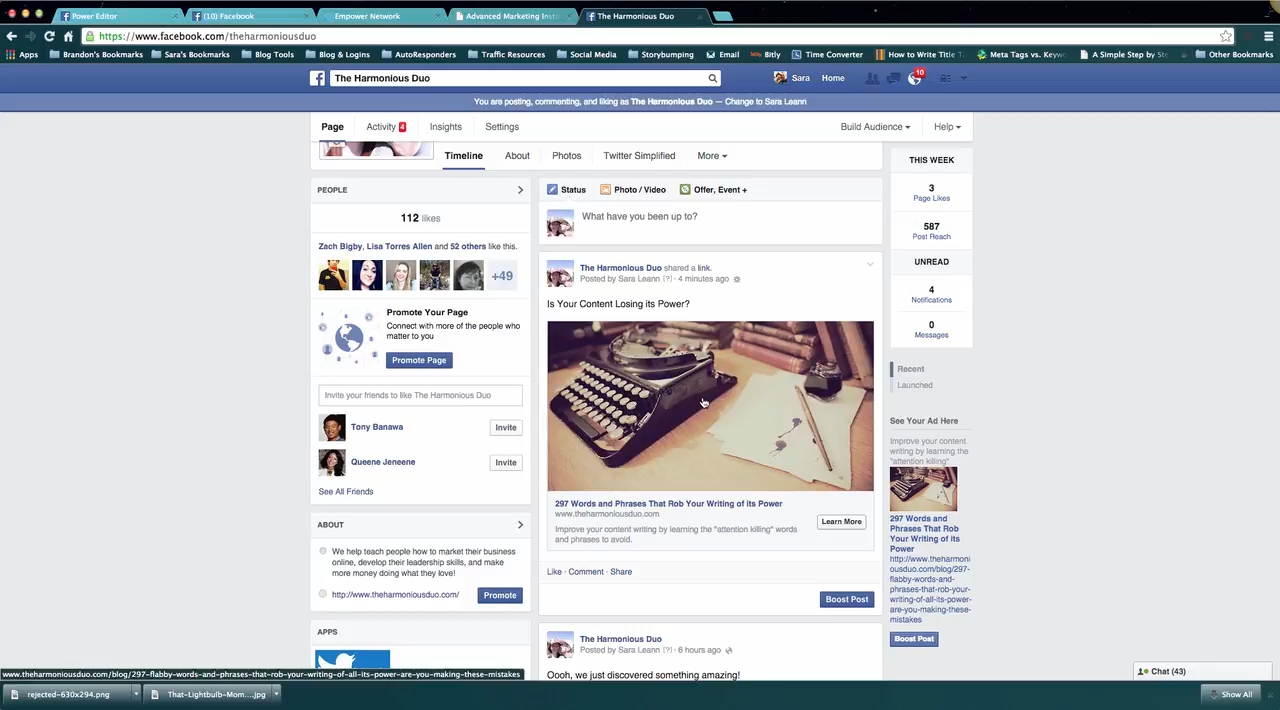 Power Editor
(10) Facebook
Empower Network
Advanced Marketing Inst
The Harmonious Duo
https://www.facebook.com/theharmoniousduo
Apps
Brandon's Bookmarks
Sara's Bookmarks
Blog Tools
Blog & Logins
AutoResponders
Traffic Resources
Social Media
Storybumping
Email
Bitly
Time Converter
How to Write Title T
Meta Tags vs. Keyw
A Simple Step by Ste
Other Bookmarks
The Harmonious Duo
Sara
Home
10
You are posting, commenting, and liking as The Harmonious Duo — Change to Sara Leann
Page
Activity 4
Insights
Settings
Build Audience
Help
Timeline
About
Photos
Twitter Simplified
More
PEOPLE
112 likes
Zach Bigby, Lisa Torres Allen and 52 others like this.
+49
Promote Your Page
Connect with more of the people who
matter to you
Promote Page
Invite your friends to like The Harmonious Duo
Tony Banawa
Invite
Queene Jeneene
Invite
See All Friends
ABOUT
We help teach people how to market their business
online, develop their leadership skills, and make
more money doing what they love!
http://www.theharmoniousduo.com/
Promote
APPS
Status
Photo / Video
Offer, Event +
What have you been up to?
The Harmonious Duo shared a link.
Posted by Sara Leann [?] · 4 minutes ago
Is Your Content Losing its Power?
297 Words and Phrases That Rob Your Writing of its Power
www.theharmoniousduo.com
Improve your content writing by learning the "attention killing" words
and phrases to avoid.
Learn More
Like · Comment · Share
Boost Post
The Harmonious Duo
Posted by Sara Leann [?] · 6 hours ago
Oooh, we just discovered something amazing!
THIS WEEK
3
Page Likes
587
Post Reach
UNREAD
4
Notifications
0
Messages
Recent
Launched
See Your Ad Here
Improve your content
writing by learning the
"attention killing"
297 Words and
Phrases That Rob
Your Writing of its
Power
http://www.theharmoni
ousduo.com/blog/297-
flabby-words-and-
phrases-that-rob-your-
writing-of-all-its-power-
are-you-making-these-
mistakes
Boost Post
Chat (43)
www.theharmoniousduo.com/blog/297-flabby-words-and-phrases-that-rob-your-writing-of-all-its-power-are-you-making-these-mistakes
rejected-630x294.png
That-Lightbulb-Mom....jpg
Show All